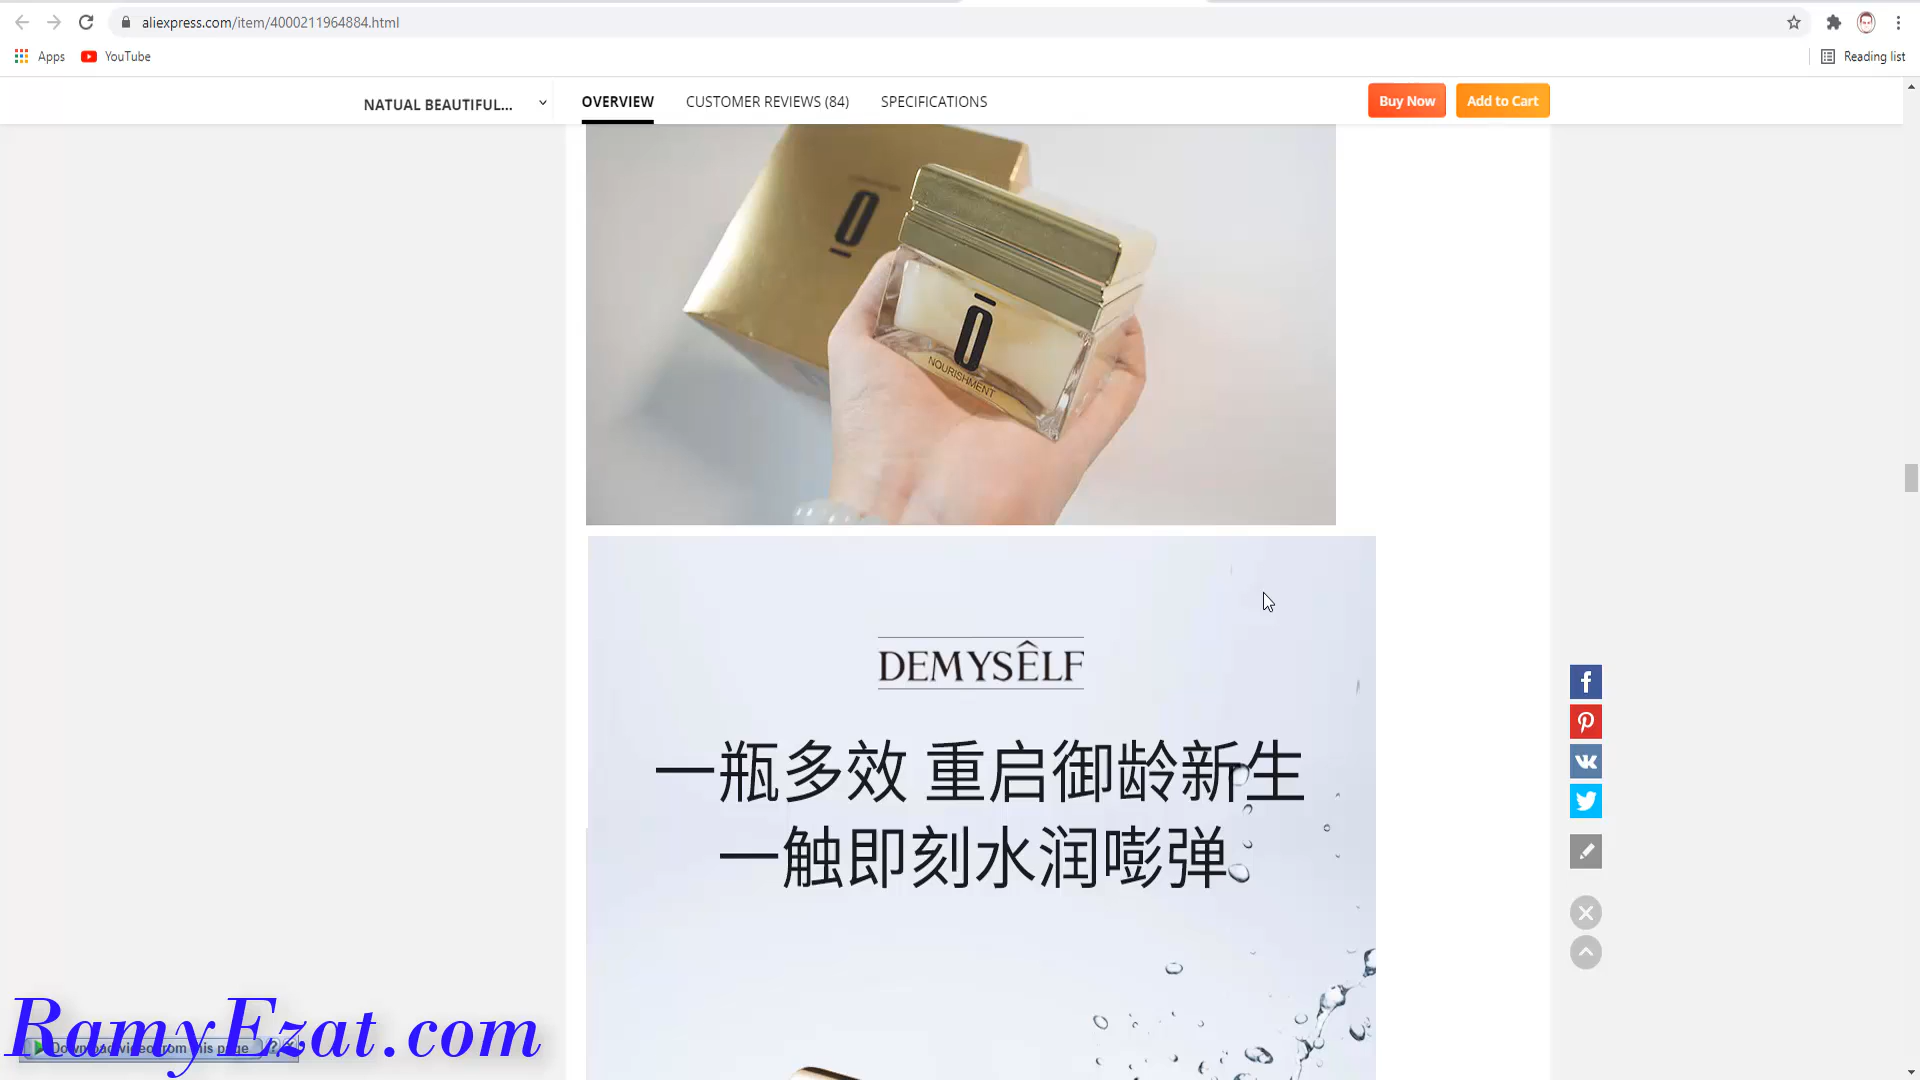 aliexpress.com/item/4000211964884.html
Apps
YouTube
Reading list
NATUAL BEAUTIFUL...
OVERVIEW
CUSTOMER REVIEWS (84)
SPECIFICATIONS
Buy Now
Add to Cart
Ō
NOURISHMENT
DEMYSÊLF
一瓶多效 重启御龄新生
一触即刻水润嘭弹
RamyEzat.com
Download video from this page
?